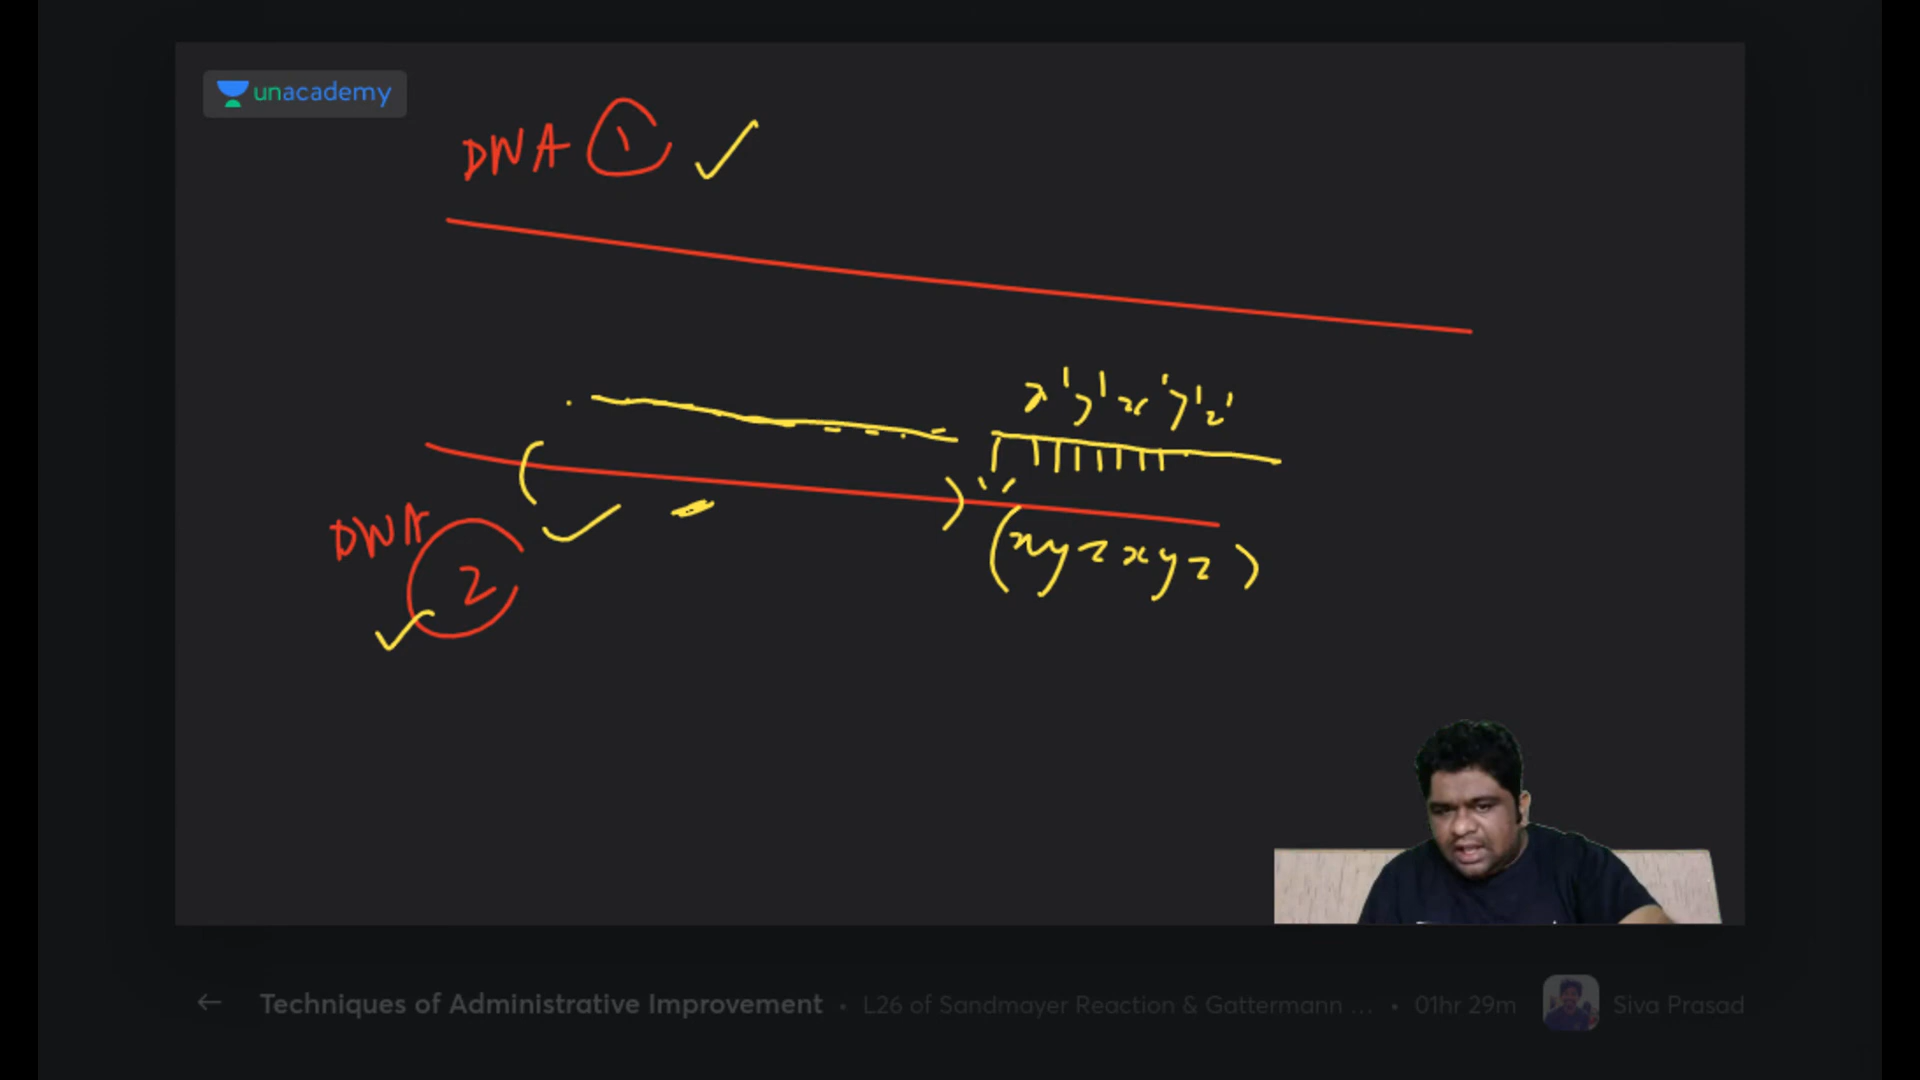 unacademy
DNA 1
x' y' x' y' z'
DNA
2
(xyzxyz)
Techniques of Administrative Improvement • L26 of Sandmayer Reaction & Gattermann ... • 01hr 29m Siva Prasad